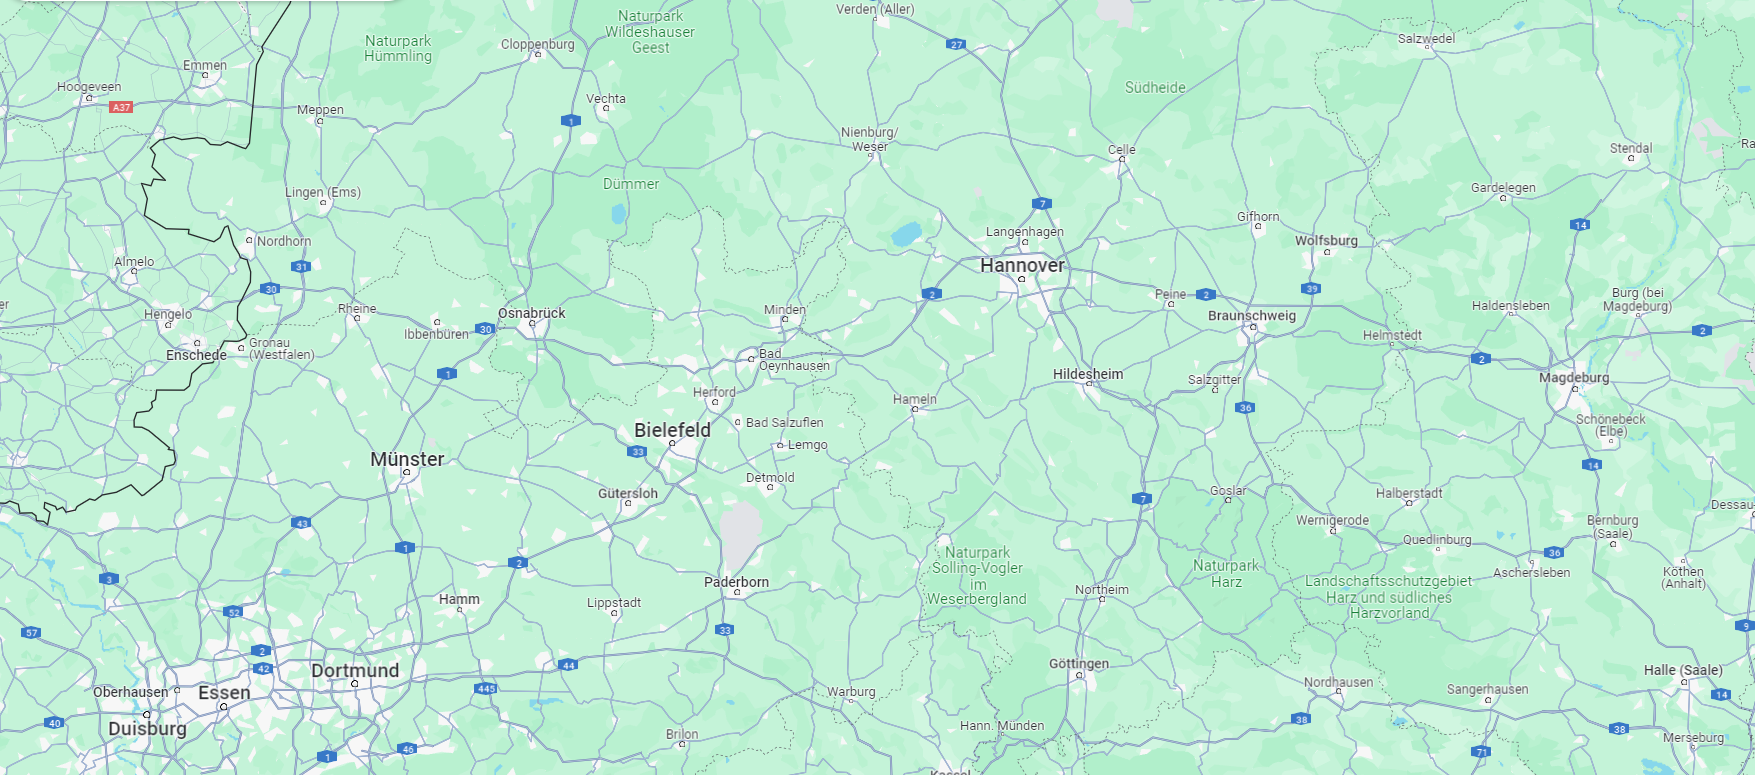 Verden (Aller)
Naturpark
Wildeshauser
Geest
27
Salzwedel
Naturpark
Hümmling
Cloppenburg
Emmen
Hoogeveen
A37
Meppen
Vechta
1
Südheide
Nienburg/
Weser
Celle
Stendal
Ra
Dümmer
Lingen (Ems)
Gardelegen
7
Gifhorn
14
Langenhagen
Nordhorn
Wolfsburg
Almelo
31
Hannover
30
2
Peine
2
39
Burg (bei
Magdeburg)
er
Hengelo
Rheine
Ibbenbüren
30
Osnabrück
Minden
Braunschweig
Haldensleben
2
Helmstedt
Enschede
Gronau
(Westfalen)
Bad
Oeynhausen
2
1
Hildesheim
Salzgitter
Magdeburg
Herford
Hameln
36
Bielefeld
Bad Salzuflen
Schönebeck
(Elbe)
Lemgo
33
Münster
14
Detmold
Gütersloh
7
Goslar
Halberstadt
Dessau-
43
Wernigerode
Bernburg
(Saale)
1
2
Quedlinburg
36
Naturpark
Solling-Vogler
im
Weserbergland
Naturpark
Harz
Aschersleben
Köthen
(Anhalt)
3
Paderborn
Landschaftsschutzgebiet
Harz und südliches
Harzvorland
Northeim
Hamm
Lippstadt
52
57
33
9
2
42
44
Göttingen
Dortmund
Halle (Saale)
Oberhausen
Essen
445
Warburg
Nordhausen
Sangerhausen
14
40
Duisburg
Hann. Münden
38
38
Brilon
Merseburg
1
46
71
Kassel